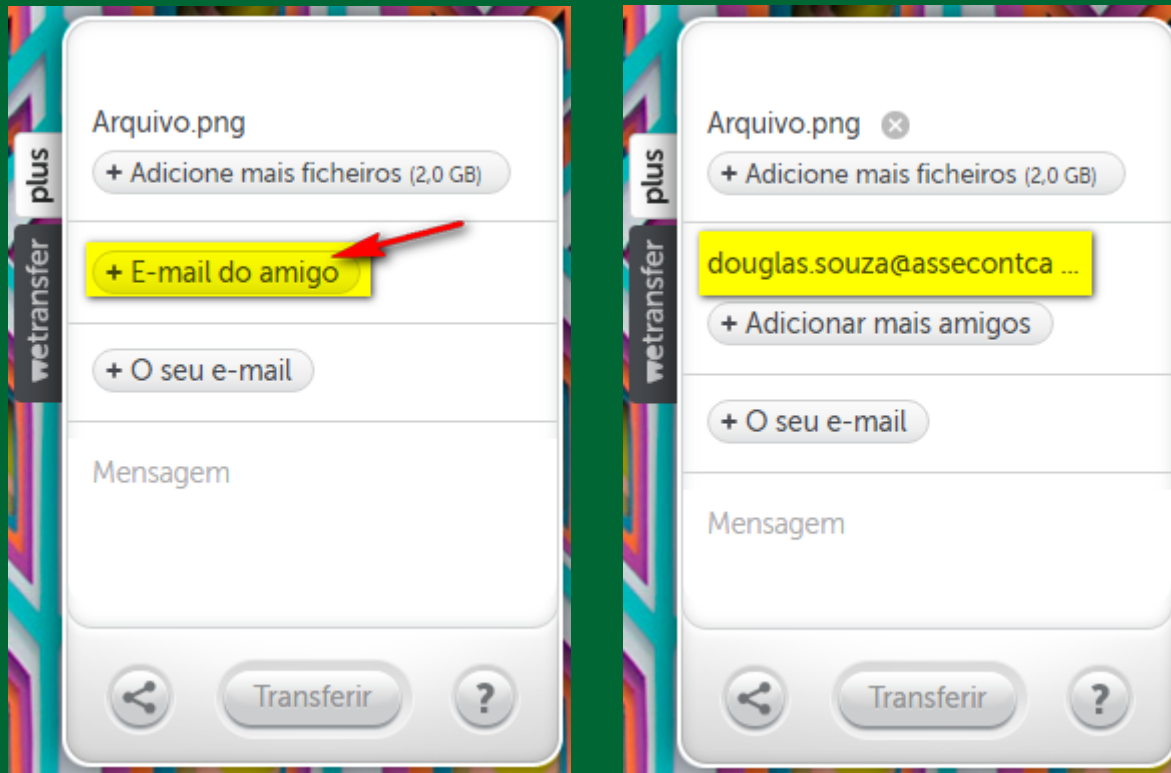 Arquivo.png
+ Adicione mais ficheiros (2,0 GB)
+ E-mail do amigo
+ O seu e-mail
Mensagem
Transferir
?
plus
wetransfer
Arquivo.png
+ Adicione mais ficheiros (2,0 GB)
douglas.souza@assecontca ...
+ Adicionar mais amigos
+ O seu e-mail
Mensagem
Transferir
?
plus
wetransfer